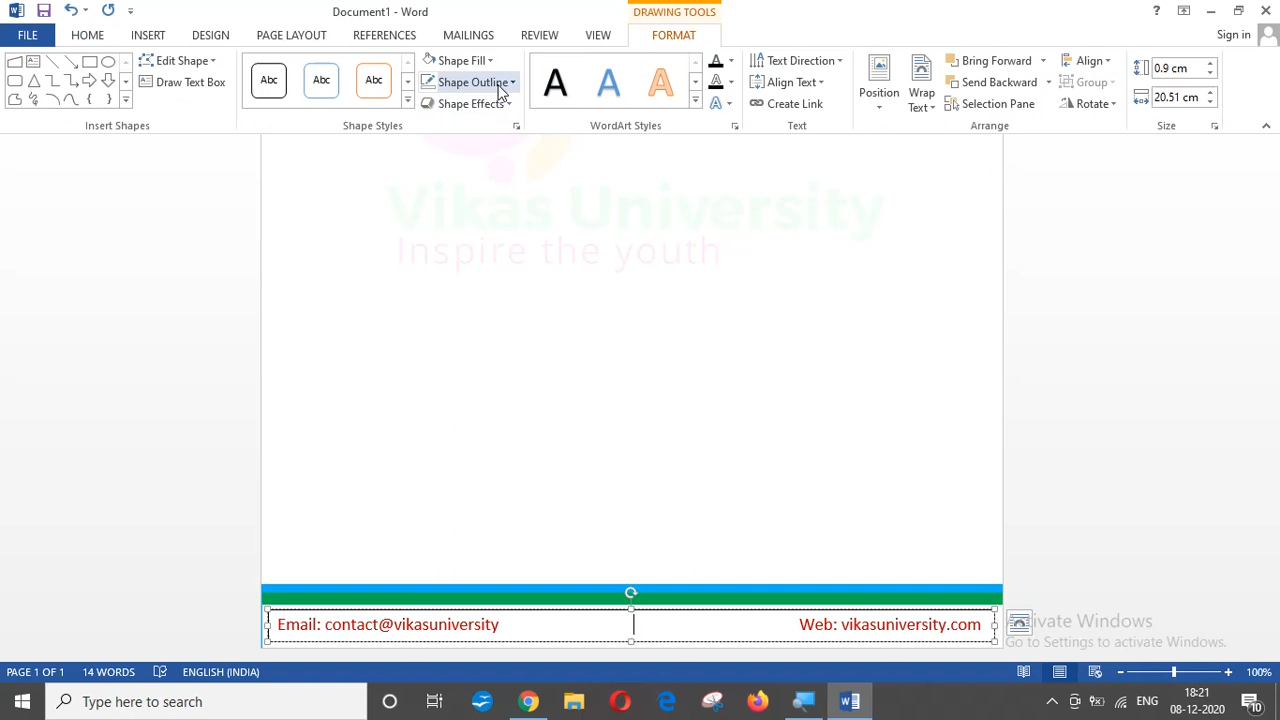 Document1 - Word
DRAWING TOOLS
?
FILE
HOME
INSERT
DESIGN
PAGE LAYOUT
REFERENCES
MAILINGS
REVIEW
VIEW
FORMAT
Sign in
Edit Shape
Draw Text Box
Insert Shapes
Abc
Abc
Abc
Shape Fill
Shape Outline
Shape Effects
Shape Styles
A
A
A
A
A
A
WordArt Styles
Text Direction
Align Text
Create Link
Text
Position
Wrap
Text
Bring Forward
Send Backward
Selection Pane
Align
Group
Rotate
Arrange
0.9 cm
20.51 cm
Size
Vikas University
Inspire the youth
Email: contact@vikasuniversity
Web: vikasuniversity.com
Activate Windows
Go to Settings to activate Windows.
PAGE 1 OF 1
14 WORDS
ENGLISH (INDIA)
100%
Type here to search
ENG
18:21
08-12-2020
10